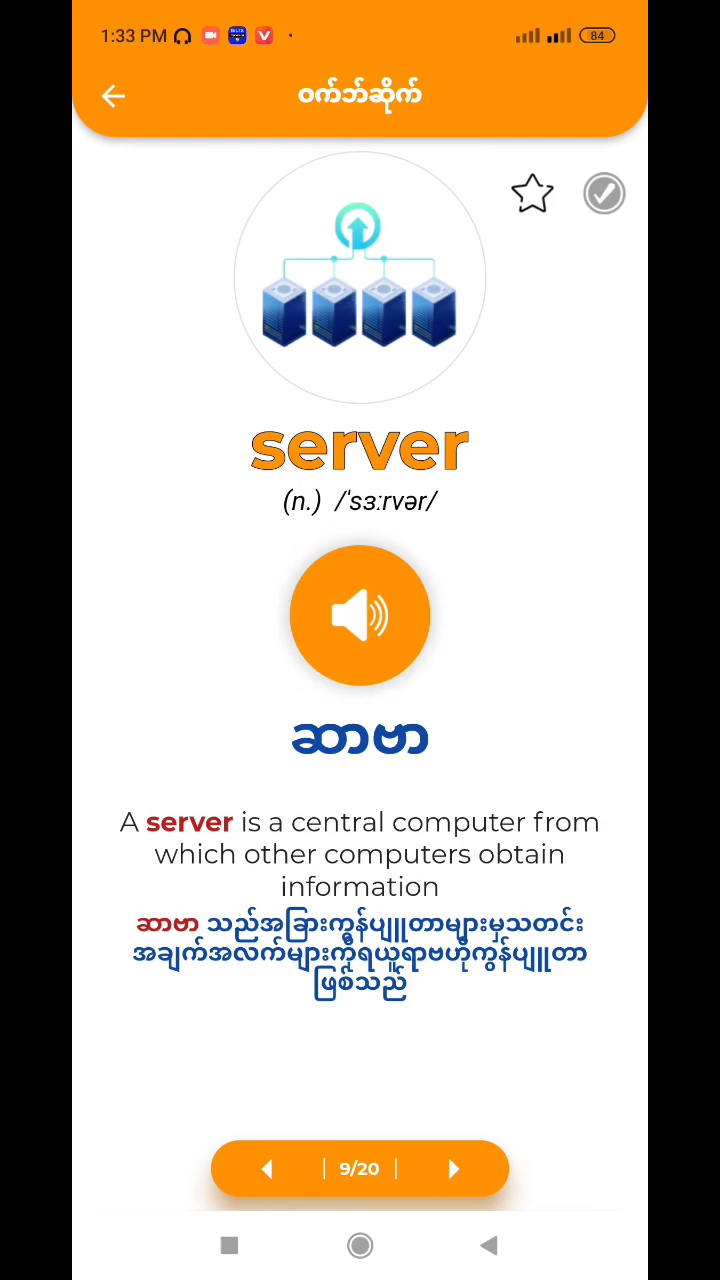 1:33 PM
84
ဝက်ဘ်ဆိုက်
server
(n.) /ˈsɜːrvər/
ဆာဗာ
A server is a central computer from
which other computers obtain
information
ဆာဗာ သည်အခြားကွန်ပျူတာများမှသတင်း
အချက်အလက်များကိုရယူရာဗဟိုကွန်ပျူတာ
ဖြစ်သည်
9/20